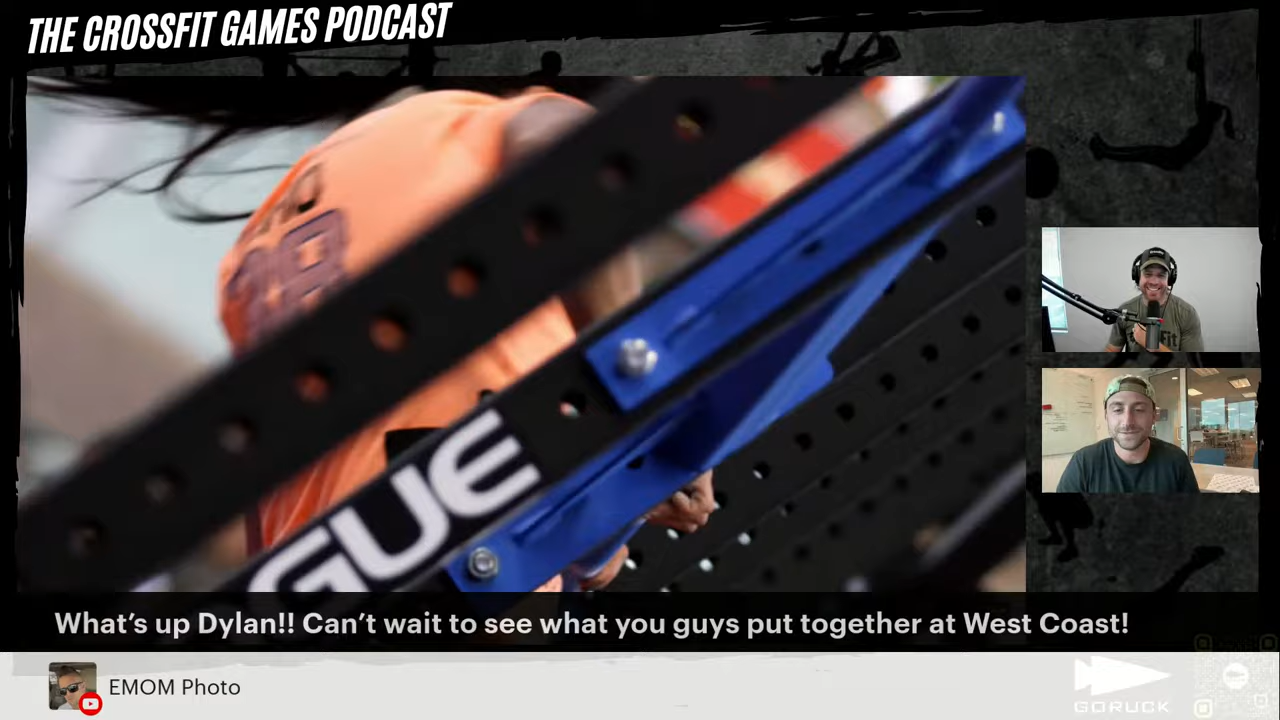 THE CROSSFIT GAMES PODCAST
GUE
What's up Dylan!! Can't wait to see what you guys put together at West Coast!
EMOM Photo
GORUCK